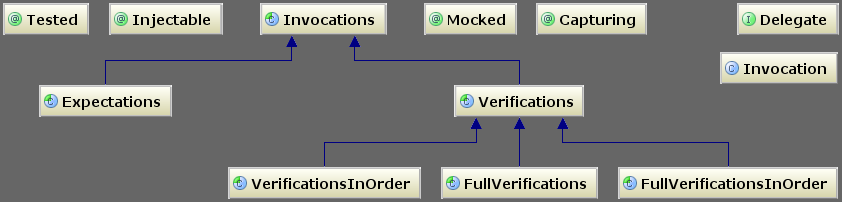 @ Tested
@ Injectable
C Invocations
@ Mocked
@ Capturing
I Delegate
C Invocation
C Expectations
C Verifications
C VerificationsInOrder
C FullVerifications
C FullVerificationsInOrder